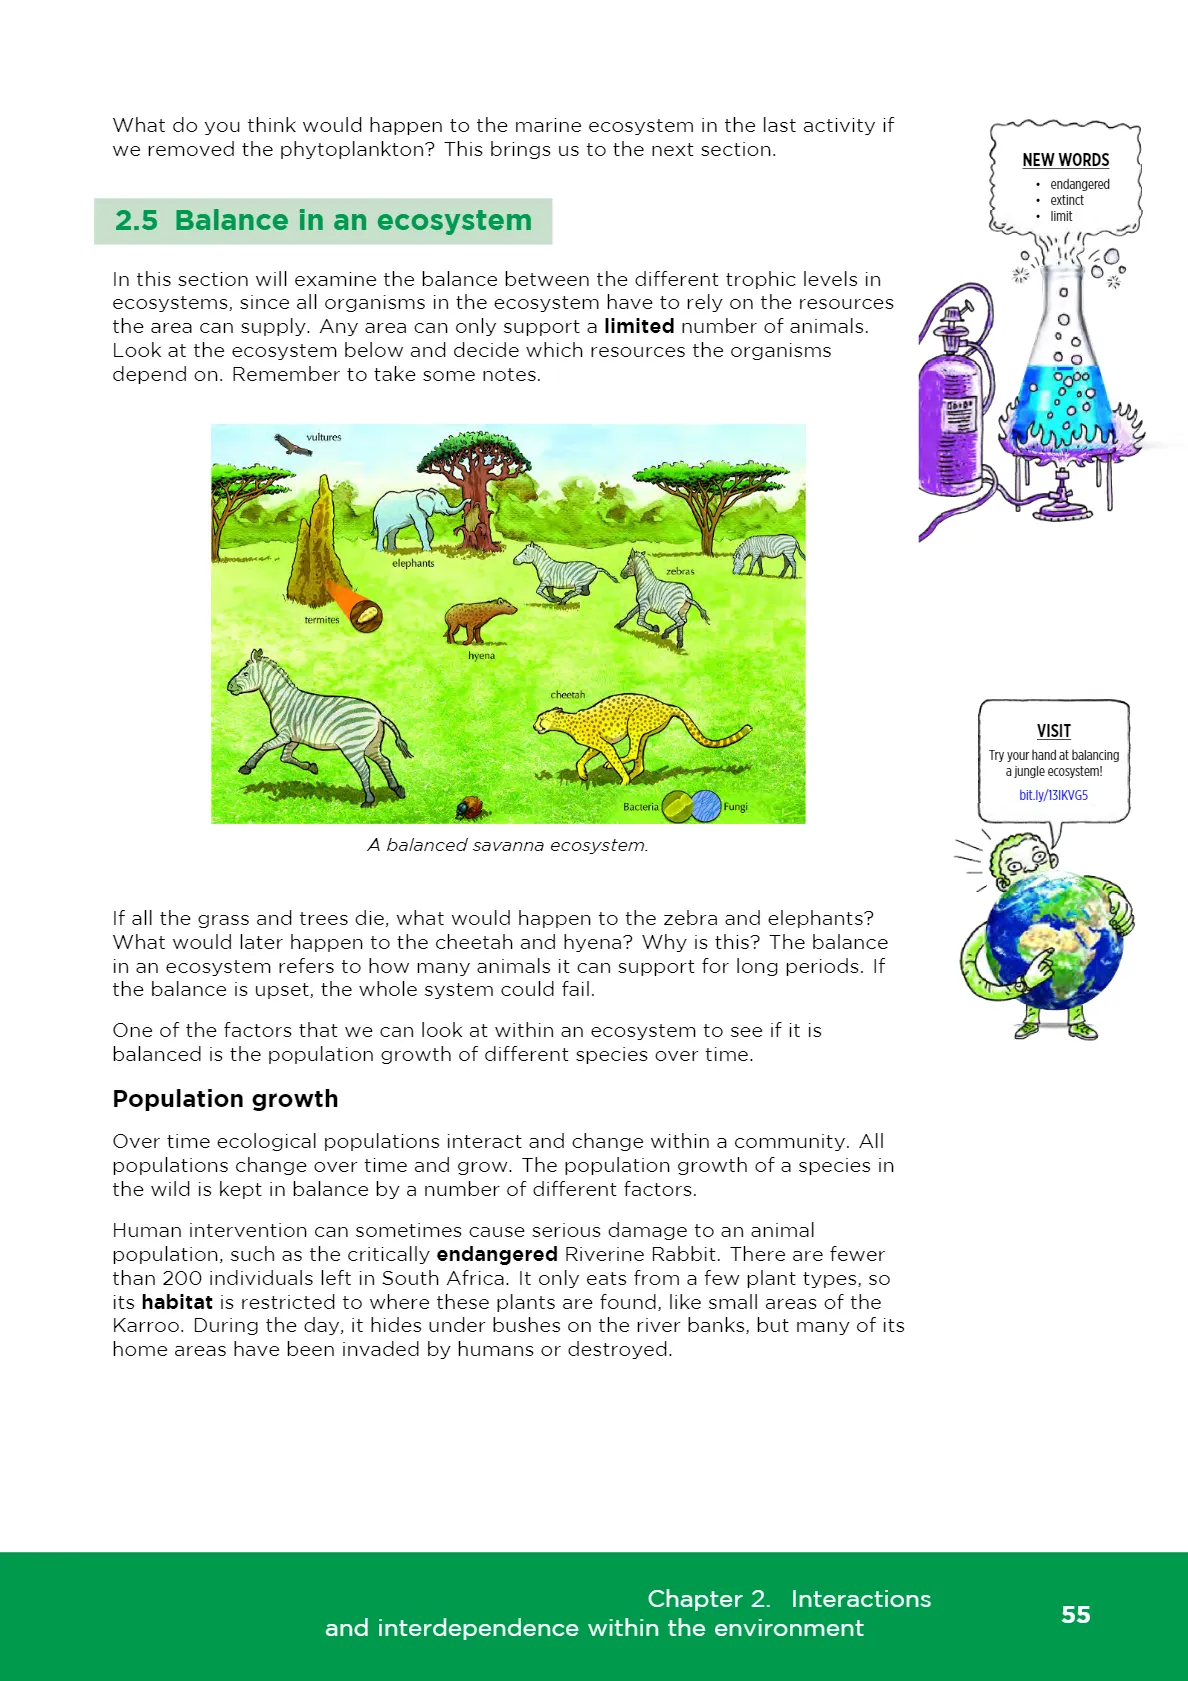 What do you think would happen to the marine ecosystem in the last activity if
we removed the phytoplankton? This brings us to the next section.
NEW WORDS
• endangered
• extinct
• limit
2.5 Balance in an ecosystem
In this section will examine the balance between the different trophic levels in
ecosystems, since all organisms in the ecosystem have to rely on the resources
the area can supply. Any area can only support a limited number of animals.
Look at the ecosystem below and decide which resources the organisms
depend on. Remember to take some notes.
vultures
elephants
zebras
termites
hyena
cheetah
Bacteria
Fungi
A balanced savanna ecosystem.
VISIT
Try your hand at balancing
a jungle ecosystem!
bit.ly/13IKVG5
If all the grass and trees die, what would happen to the zebra and elephants?
What would later happen to the cheetah and hyena? Why is this? The balance
in an ecosystem refers to how many animals it can support for long periods. If
the balance is upset, the whole system could fail.
One of the factors that we can look at within an ecosystem to see if it is
balanced is the population growth of different species over time.
Population growth
Over time ecological populations interact and change within a community. All
populations change over time and grow. The population growth of a species in
the wild is kept in balance by a number of different factors.
Human intervention can sometimes cause serious damage to an animal
population, such as the critically endangered Riverine Rabbit. There are fewer
than 200 individuals left in South Africa. It only eats from a few plant types, so
its habitat is restricted to where these plants are found, like small areas of the
Karroo. During the day, it hides under bushes on the river banks, but many of its
home areas have been invaded by humans or destroyed.
Chapter 2. Interactions
and interdependence within the environment
55